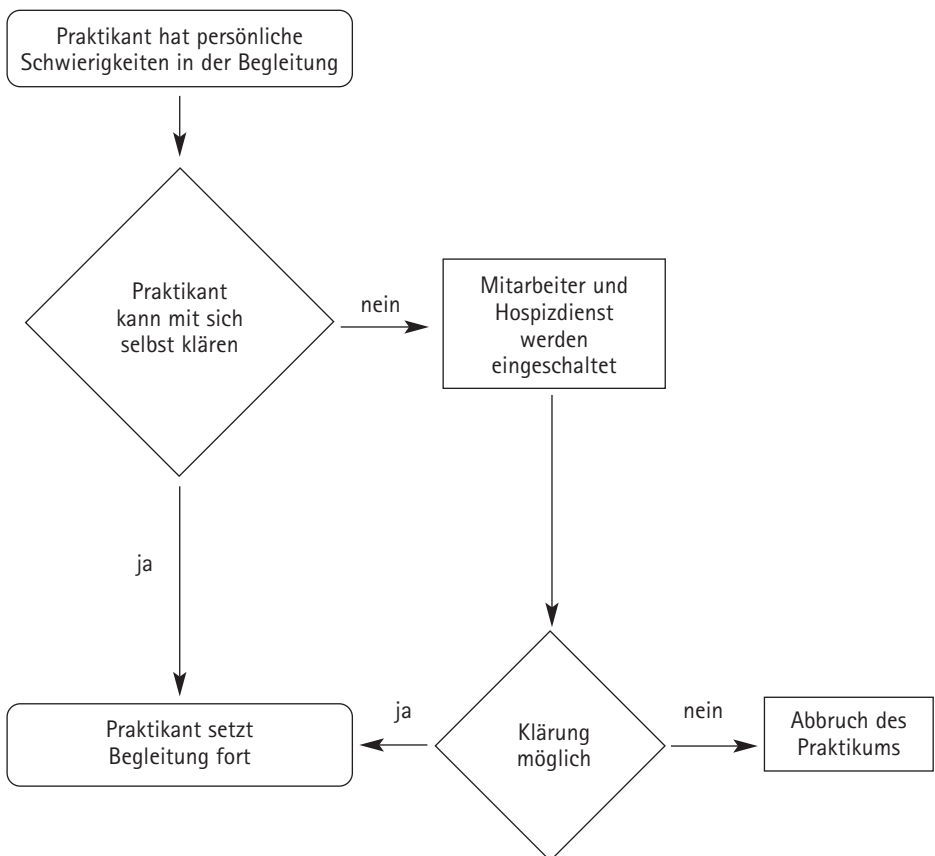 Praktikant hat persönliche
Schwierigkeiten in der Begleitung
Praktikant
kann mit sich
selbst klären
nein
Mitarbeiter und
Hospizdienst
werden
eingeschaltet
ja
Praktikant setzt
Begleitung fort
ja
Klärung
möglich
nein
Abbruch des
Praktikums